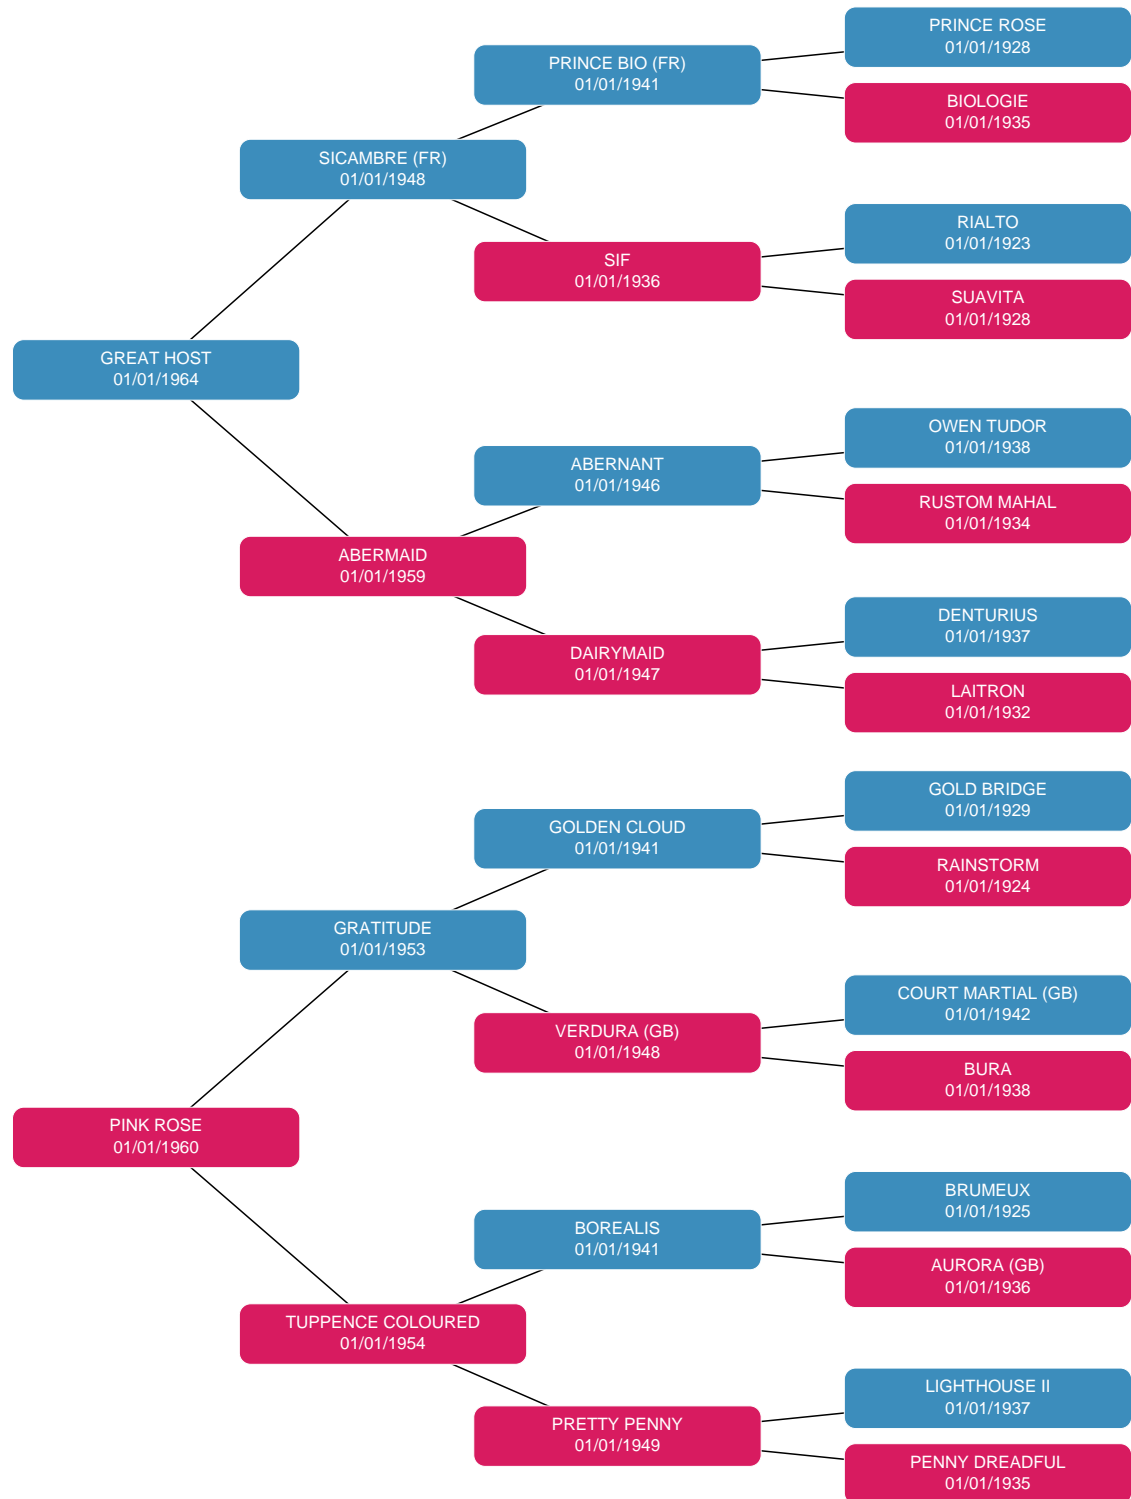 PRINCE ROSE
01/01/1928
PRINCE BIO (FR)
01/01/1941
BIOLOGIE
01/01/1935
SICAMBRE (FR)
01/01/1948
RIALTO
01/01/1923
SIF
01/01/1936
SUAVITA
01/01/1928
GREAT HOST
01/01/1964
OWEN TUDOR
01/01/1938
ABERNANT
01/01/1946
RUSTOM MAHAL
01/01/1934
ABERMAID
01/01/1959
DENTURIUS
01/01/1937
DAIRYMAID
01/01/1947
LAITRON
01/01/1932
GOLD BRIDGE
01/01/1929
GOLDEN CLOUD
01/01/1941
RAINSTORM
01/01/1924
GRATITUDE
01/01/1953
COURT MARTIAL (GB)
01/01/1942
VERDURA (GB)
01/01/1948
BURA
01/01/1938
PINK ROSE
01/01/1960
BRUMEUX
01/01/1925
BOREALIS
01/01/1941
AURORA (GB)
01/01/1936
TUPPENCE COLOURED
01/01/1954
LIGHTHOUSE II
01/01/1937
PRETTY PENNY
01/01/1949
PENNY DREADFUL
01/01/1935